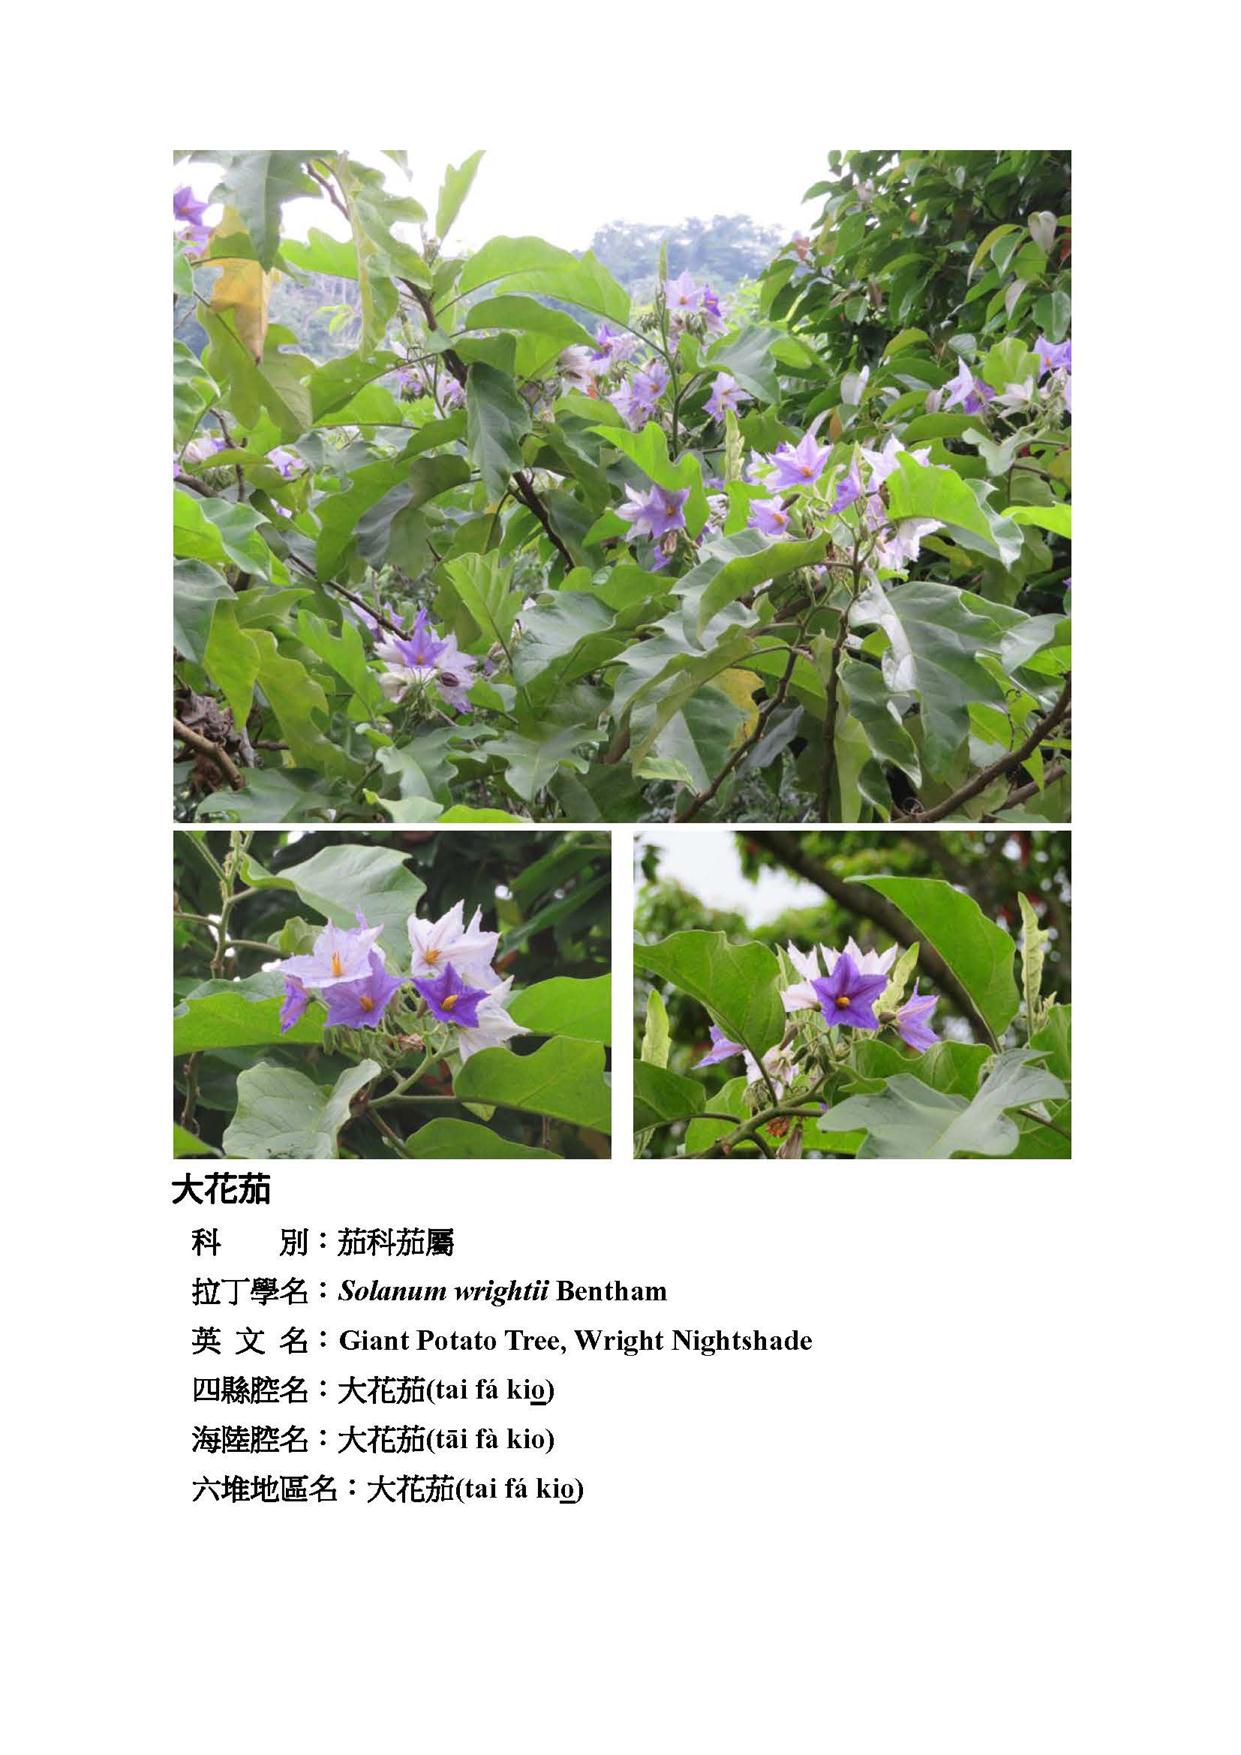 大花茄
科　　別：茄科茄屬
拉丁學名：Solanum wrightii Bentham
英 文 名：Giant Potato Tree, Wright Nightshade
四縣腔名：大花茄(tai fá kio̲)
海陸腔名：大花茄(tāi fà kio)
六堆地區名：大花茄(tai fá kio̲)